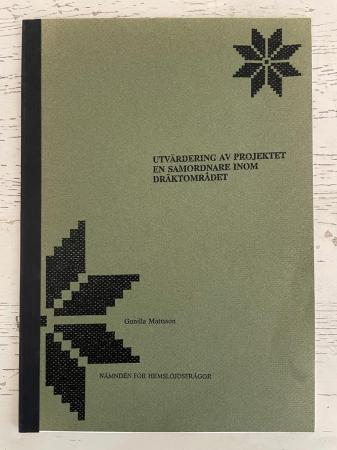 UTVÄRDERING AV PROJEKTET
EN SAMORDNARE INOM
DRÄKTOMRÅDET
Gunilla Mattsson
NÄMNDEN FÖR HEMSLÖJDSFRÅGOR